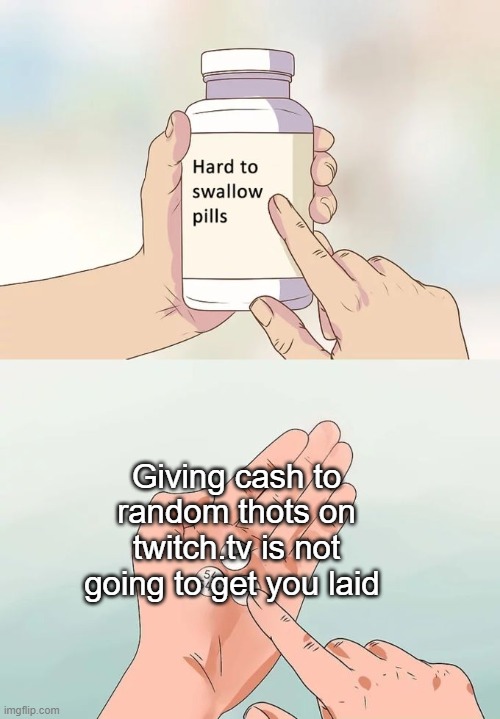 Hard to
swallow
pills
Giving cash to
random thots on
twitch.tv is not
going to get you laid
imgflip.com